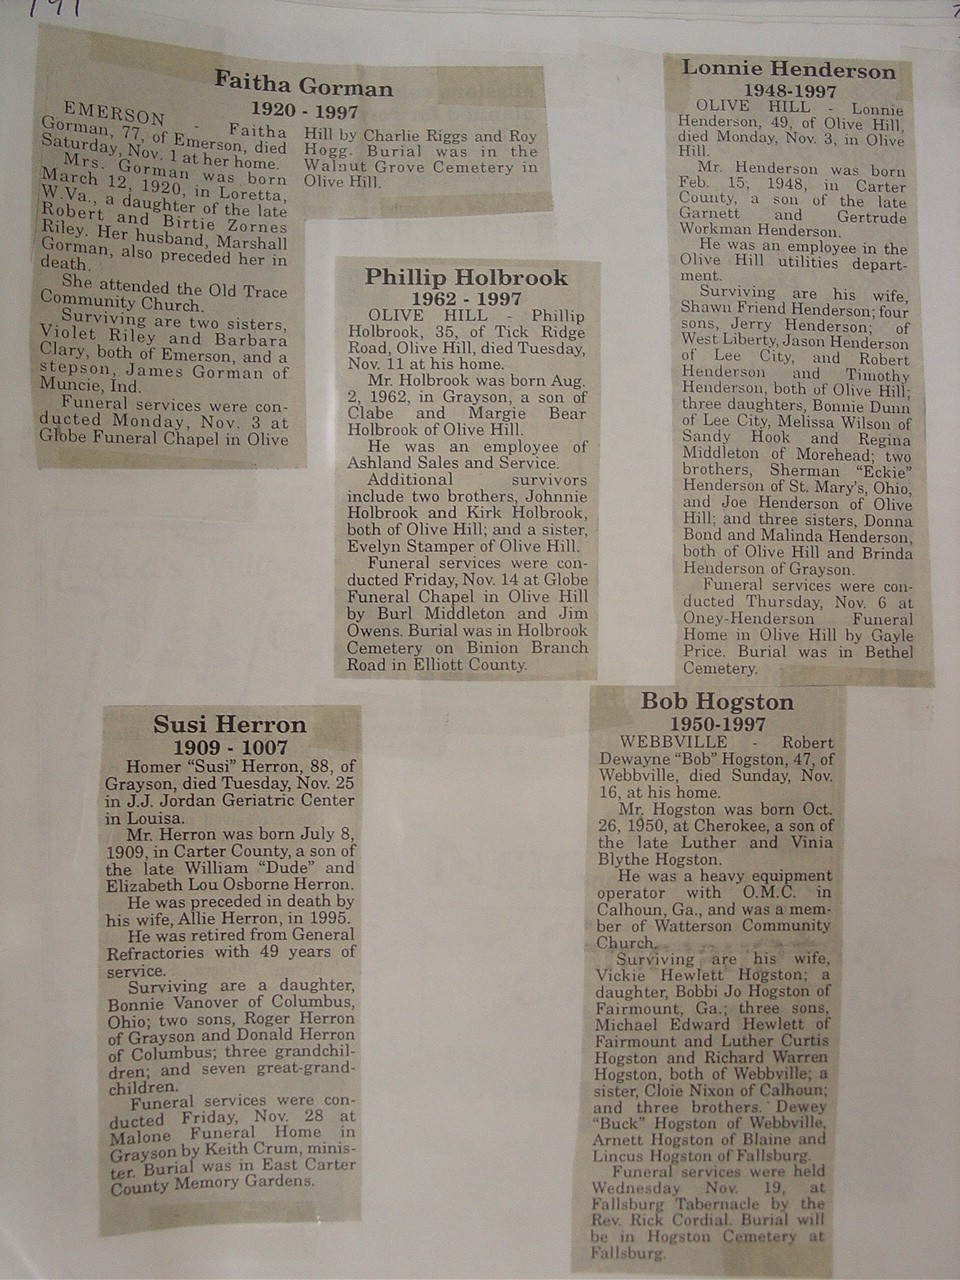 191
Faitha Gorman
1920 - 1997
EMERSON - Faitha
Gorman, 77, of Emerson, died
Saturday, Nov. 1 at her home.
Mrs. Gorman was born
March 12, 1920, in Loretta,
W.Va., a daughter of the late
Robert and Birtie Zornes
Riley. Her husband, Marshall
Gorman, also preceded her in
death.
She attended the Old Trace
Community Church.
Surviving are two sisters,
Violet Riley and Barbara
Clary, both of Emerson, and a
stepson, James Gorman of
Muncie, Ind.
Funeral services were con-
ducted Monday, Nov. 3 at
Globe Funeral Chapel in Olive
Hill by Charlie Riggs and Roy
Hogg. Burial was in the
Walnut Grove Cemetery in
Olive Hill.
Phillip Holbrook
1962 - 1997
OLIVE HILL - Phillip
Holbrook, 35, of Tick Ridge
Road, Olive Hill, died Tuesday,
Nov. 11 at his home.
Mr. Holbrook was born Aug.
2, 1962, in Grayson, a son of
Clabe and Margie Bear
Holbrook of Olive Hill.
He was an employee of
Ashland Sales and Service.
Additional survivors
include two brothers, Johnnie
Holbrook and Kirk Holbrook,
both of Olive Hill; and a sister,
Evelyn Stamper of Olive Hill.
Funeral services were con-
ducted Friday, Nov. 14 at Globe
Funeral Chapel in Olive Hill
by Burl Middleton and Jim
Owens. Burial was in Holbrook
Cemetery on Binion Branch
Road in Elliott County.
Lonnie Henderson
1948-1997
OLIVE HILL - Lonnie
Henderson, 49, of Olive Hill,
died Monday, Nov. 3, in Olive
Hill.
Mr. Henderson was born
Feb. 15, 1948, in Carter
County, a son of the late
Garnett and Gertrude
Workman Henderson.
He was an employee in the
Olive Hill utilities depart-
ment.
Surviving are his wife,
Shawn Friend Henderson; four
sons, Jerry Henderson; of
West Liberty, Jason Henderson
of Lee City, and Robert
Henderson and Timothy
Henderson, both of Olive Hill;
three daughters, Bonnie Dunn
of Lee City, Melissa Wilson of
Sandy Hook and Regina
Middleton of Morehead; two
brothers, Sherman "Eckie"
Henderson of St. Mary's, Ohio,
and Joe Henderson of Olive
Hill; and three sisters, Donna
Bond and Malinda Henderson,
both of Olive Hill and Brinda
Henderson of Grayson.
Funeral services were con-
ducted Thursday, Nov. 6 at
Oney-Henderson Funeral
Home in Olive Hill by Gayle
Price. Burial was in Bethel
Cemetery.
Susi Herron
1909 - 1007
Homer "Susi" Herron, 88, of
Grayson, died Tuesday, Nov. 25
in J.J. Jordan Geriatric Center
in Louisa.
Mr. Herron was born July 8,
1909, in Carter County, a son of
the late William "Dude" and
Elizabeth Lou Osborne Herron.
He was preceded in death by
his wife, Allie Herron, in 1995.
He was retired from General
Refractories with 49 years of
service.
Surviving are a daughter,
Bonnie Vanover of Columbus,
Ohio; two sons, Roger Herron
of Grayson and Donald Herron
of Columbus; three grandchil-
dren; and seven great-grand-
children.
Funeral services were con-
ducted Friday, Nov. 28 at
Malone Funeral Home in
Grayson by Keith Crum, minis-
ter. Burial was in East Carter
County Memory Gardens.
Bob Hogston
1950-1997
WEBBVILLE - Robert
Dewayne "Bob" Hogston, 47, of
Webbville, died Sunday, Nov.
16, at his home.
Mr. Hogston was born Oct.
26, 1950, at Cherokee, a son of
the late Luther and Vinia
Blythe Hogston.
He was a heavy equipment
operator with O.M.C. in
Calhoun, Ga., and was a mem-
ber of Watterson Community
Church.
Surviving are his wife,
Vickie Hewlett Hogston; a
daughter, Bobbi Jo Hogston of
Fairmount, Ga.; three sons,
Michael Edward Hewlett of
Fairmount and Luther Curtis
Hogston and Richard Warren
Hogston, both of Webbville; a
sister, Cloie Nixon of Calhoun;
and three brothers. Dewey
"Buck" Hogston of Webbville,
Arnett Hogston of Blaine and
Lincus Hogston of Fallsburg.
Funeral services were held
Wednesday Nov. 19, at
Fallsburg Tabernacle by the
Rev. Rick Cordial. Burial will
be in Hogston Cemetery at
Fallsburg.